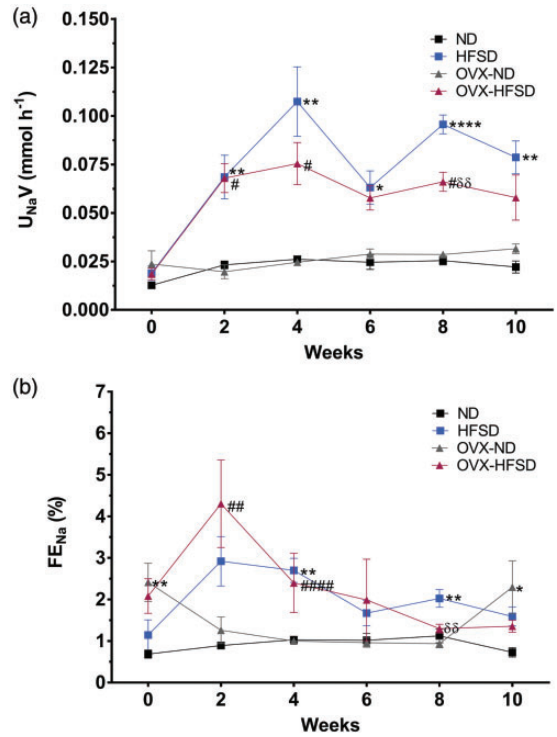 (a)
0.150
0.125
0.100
0.075
0.050
0.025
0.000
UNaV (mmol h-1)
ND
HFSD
OVX-ND
OVX-HFSD
**
**
#
#
*
****
#δδ
**
0 2 4 6 8 10
Weeks
(b)
7
6
5
4
3
2
1
0
FENa (%)
ND
HFSD
OVX-ND
OVX-HFSD
**
##
**
####
**
δδ
*
0 2 4 6 8 10
Weeks